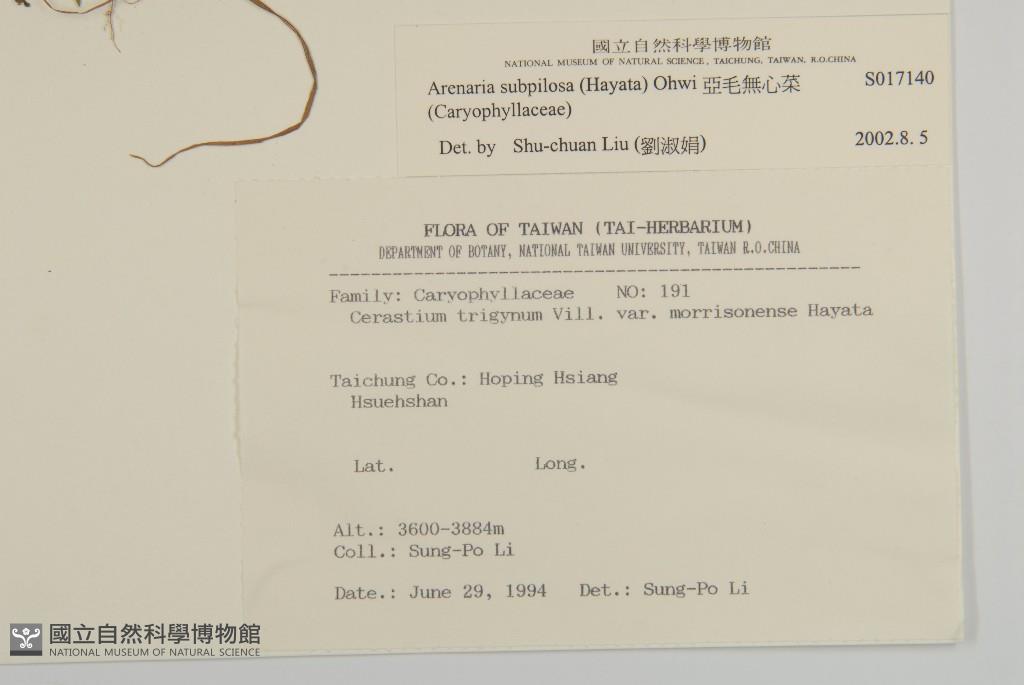 國立自然科學博物館
NATIONAL MUSEUM OF NATURAL SCIENCE, TAICHUNG, TAIWAN, R.O.CHINA
Arenaria subpilosa (Hayata) Ohwi 亞毛無心菜 S017140
(Caryophyllaceae)
Det. by Shu-chuan Liu (劉淑娟) 2002.8. 5
FLORA OF TAIWAN (TAI-HERBARIUM)
DEPARTMENT OF BOTANY, NATIONAL TAIWAN UNIVERSITY, TAIWAN R.O.CHINA
Family: Caryophyllaceae NO: 191
Cerastium trigynum Vill. var. morrisonense Hayata
Taichung Co.: Hoping Hsiang
Hsuehshan
Lat. Long.
Alt.: 3600-3884m
Coll.: Sung-Po Li
Date.: June 29, 1994 Det.: Sung-Po Li
國立自然科學博物館
NATIONAL MUSEUM OF NATURAL SCIENCE